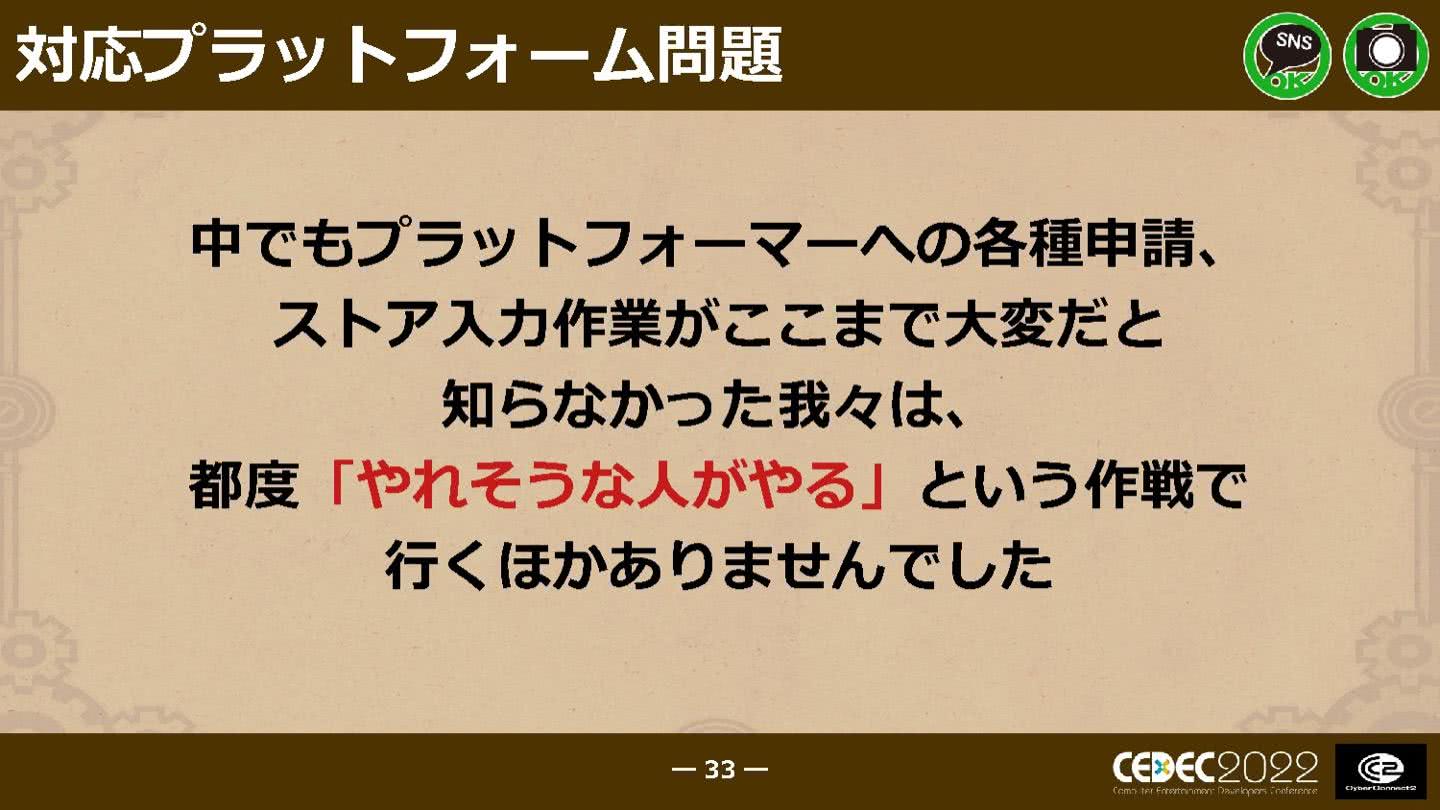 対応プラットフォーム問題
SNS
OK
OK
中でもプラットフォーマーへの各種申請、
ストア入力作業がここまで大変だと
知らなかった我々は、
都度「やれそうな人がやる」という作戦で
行くほかありませんでした
— 33 —
CEDEC2022
Computer Entertainment Developers Conference
CyberConnect2